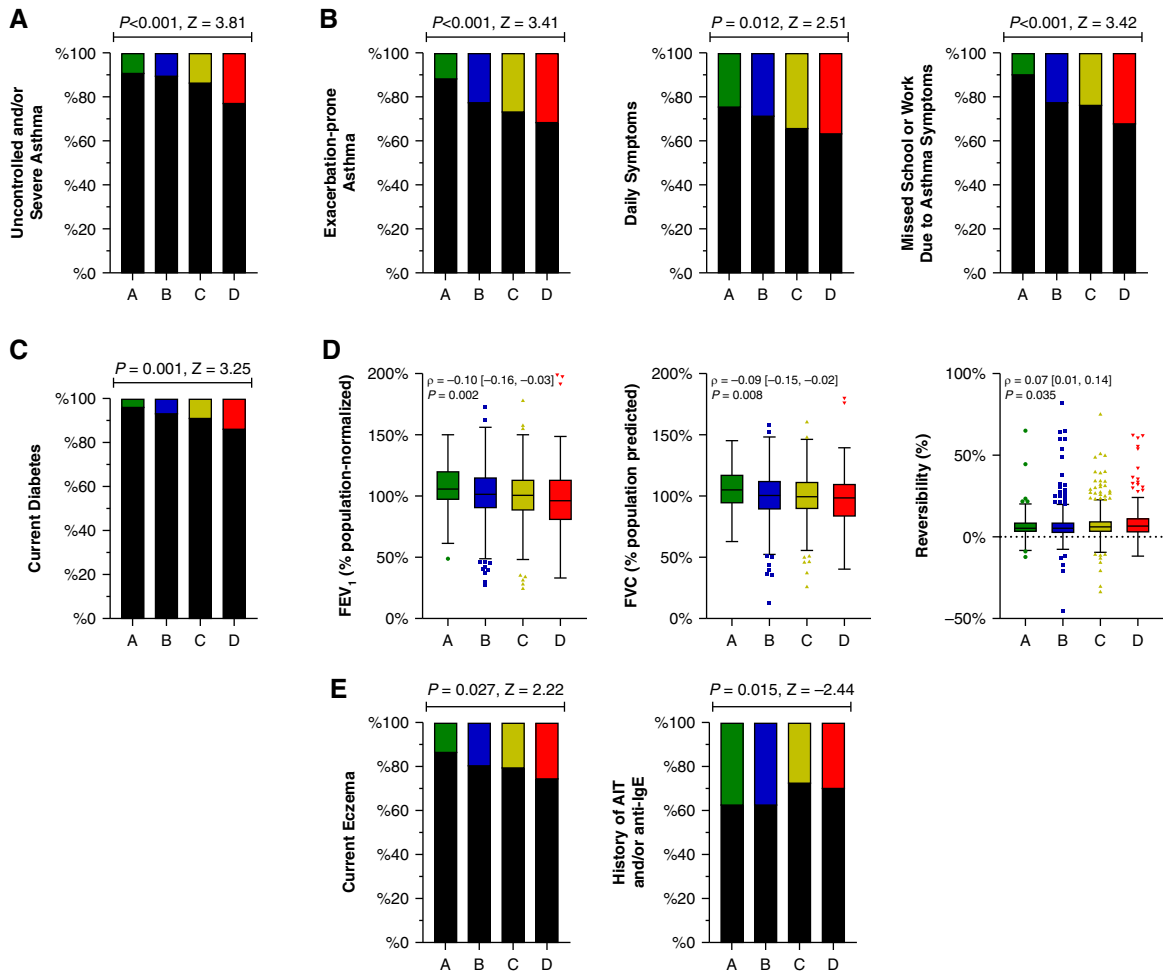 A
P<0.001, Z = 3.81
Uncontrolled and/or
Severe Asthma
%100
%80
%60
%40
%20
%0
A B C D
B
P<0.001, Z = 3.41
Exacerbation-prone
Asthma
%100
%80
%60
%40
%20
%0
A B C D
P = 0.012, Z = 2.51
Daily Symptoms
%100
%80
%60
%40
%20
%0
A B C D
P<0.001, Z = 3.42
Missed School or Work
Due to Asthma Symptoms
%100
%80
%60
%40
%20
%0
A B C D
C
P = 0.001, Z = 3.25
Current Diabetes
%100
%80
%60
%40
%20
%0
A B C D
D
FEV1 (% population-normalized)
200%
150%
100%
50%
0%
ρ = −0.10 [−0.16, −0.03]
P = 0.002
A B C D
FVC (% population predicted)
200%
150%
100%
50%
0%
ρ = −0.09 [−0.15, −0.02]
P = 0.008
A B C D
Reversibility (%)
100%
50%
0%
−50%
ρ = 0.07 [0.01, 0.14]
P = 0.035
A B C D
E
P = 0.027, Z = 2.22
Current Eczema
%100
%80
%60
%40
%20
%0
A B C D
P = 0.015, Z = −2.44
History of AIT
and/or anti-IgE
%100
%80
%60
%40
%20
%0
A B C D